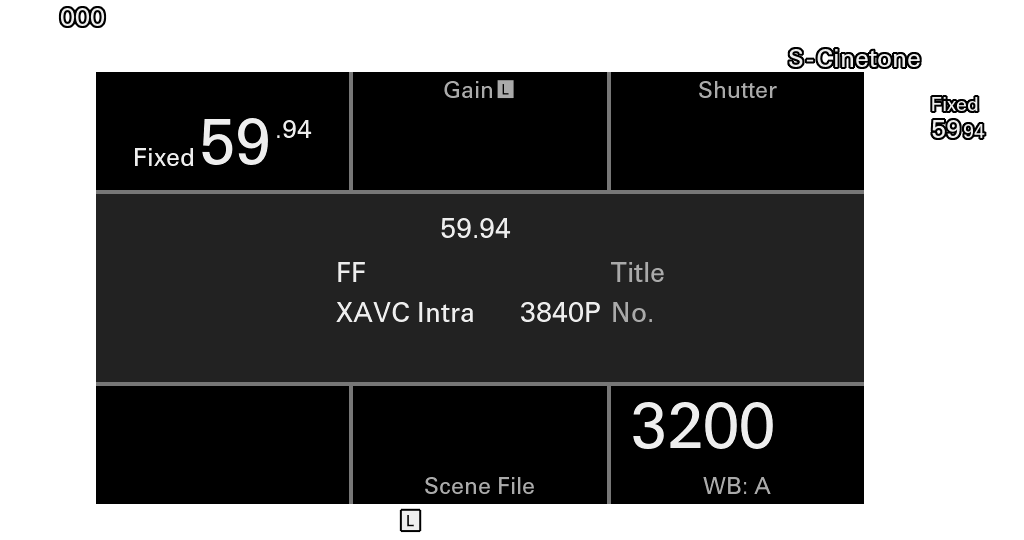 000
S-Cinetone
Gain L
Shutter
Fixed 59.94
Fixed
5994
59.94
FF
Title
XAVC Intra 3840P
No.
3200
Scene File
WB: A
L